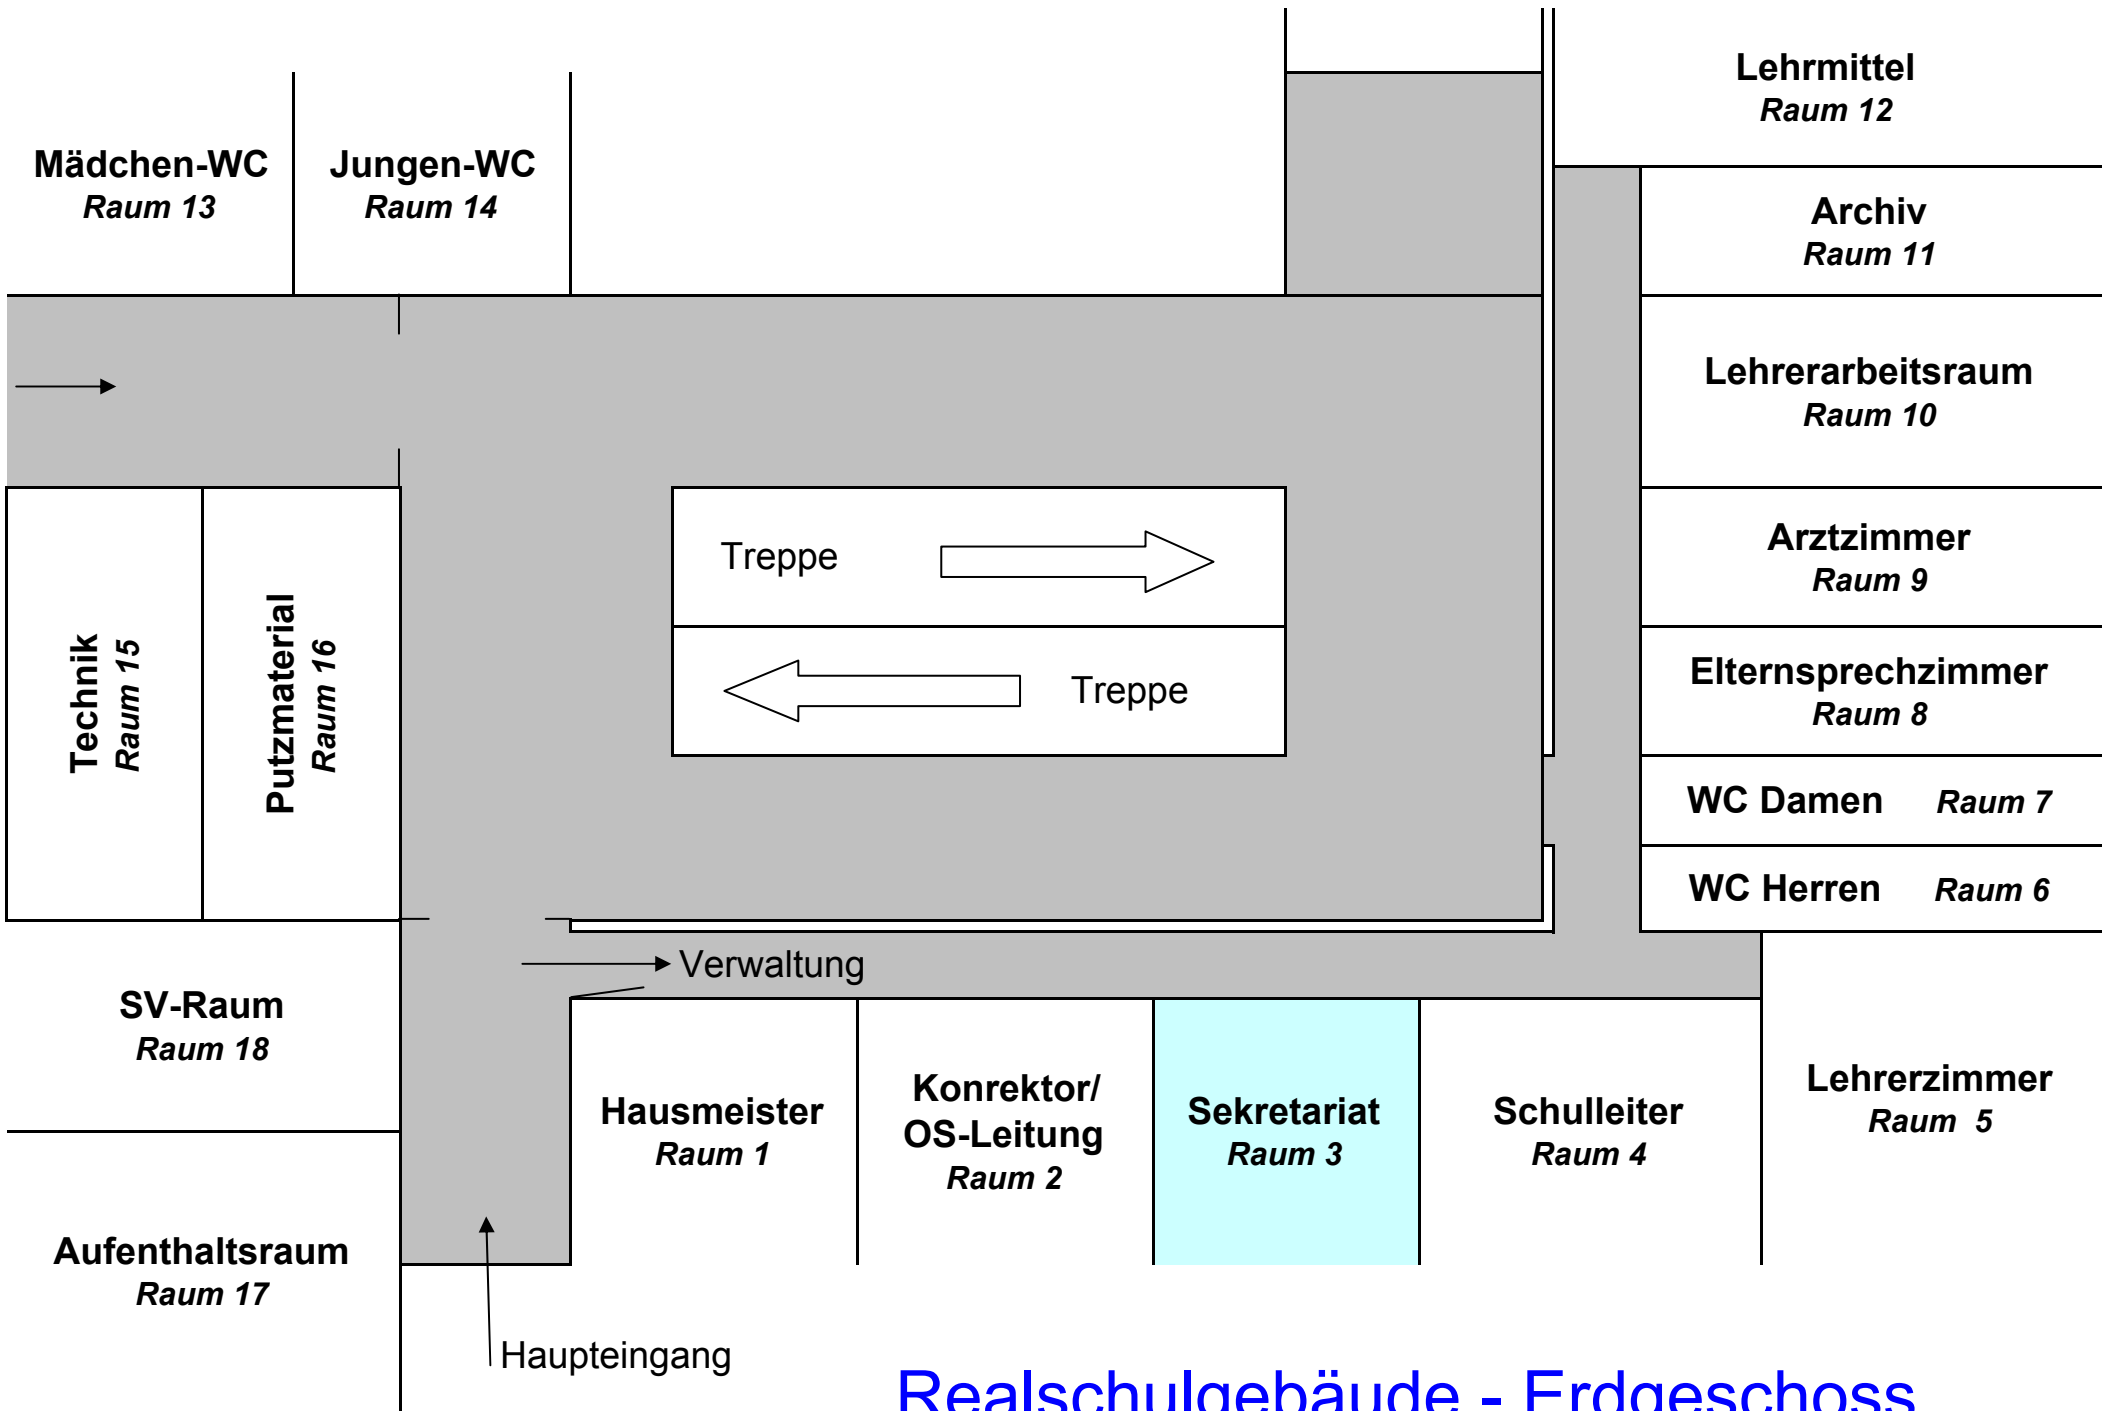 Lehrmittel
Raum 12
Mädchen-WC
Raum 13
Jungen-WC
Raum 14
Archiv
Raum 11
Lehrerarbeitsraum
Raum 10
Treppe
Arztzimmer
Raum 9
Technik
Raum 15
Putzmaterial
Raum 16
Treppe
Elternsprechzimmer
Raum 8
WC Damen Raum 7
WC Herren Raum 6
Verwaltung
SV-Raum
Raum 18
Hausmeister
Raum 1
Konrektor/
OS-Leitung
Raum 2
Sekretariat
Raum 3
Schulleiter
Raum 4
Lehrerzimmer
Raum 5
Aufenthaltsraum
Raum 17
Haupteingang
Realschulgebäude - Erdgeschoss